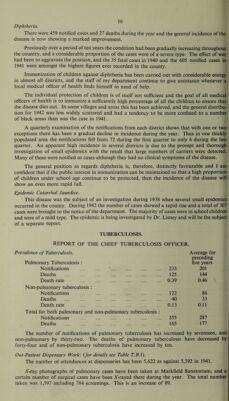 16
Diphtheria.
There were 459 notified cases and 27 deaths during the year and the general incidence of the
disease is now showing a marked improvement.
Previously over a period of ten years the condition had been gradually increasing throughout
the country, and a considerable proportion of the cases were of a severe type. The effect of war
had been to aggravate the position, and the 35 fatal cases in 1940 and the 605 notified cases in
1941 were amongst the highest figures ever recorded in the county.
Immunization of children against diphtheria has been carried out with considerable energy
in almost all districts, and the staff of my department continue to give assistance whenever a
local medical officer of health finds himself in need of help.
The individual protection of children is of itself not sufficient and the goal of all medical
officers of health is to immunize a sufficiently high percentage of all the children to ensure that
the disease dies out. In some villages and areas this has been achieved, and the general distribu-
tion for 1942 was less widely scattered and had a tendency to be more confined to a number
of black areas than was the case in 1941.
A quarterly examination of the notifications from each district shows that with one or two
exceptions there has been a gradual decline in incidence during the year. Thus in one thickly
populated area the notifications fell from 71 during the first quarter to only 6 during the last
quarter. An apparent high incidence in several districts is due to the prompt and thorough
investigation of small epidemics with the result that large numbers of carriers were detected.
Many of these were notified as cases although they had no clinical symptoms of the disease.
The general position as regards diphtheria is, therefore, distinctly favourable and I am
confident that if the public interest in immunization can be maintained so that a high proportion
of children under school age continue to be protected, then the incidence of the disease will
show an even more rapid fall.
Epidemic Catarrhal Jaundice.
This disease was the subject of an investigation during 1938 when several small epidemics
occurred in the county. During 1942 the number of cases showed a rapid rise and a total of 307
cases were brought to the notice of the department. The majority of cases were in school children
and were of a mild type. The epidemic is being investigated by Dr. Lisney and will be the subject
of a separate report.
TUBERCULOSIS.
REPORT OF THE CHIEF TUBERCULOSIS OFFICER.
Prevalence of Tuberculosis. Average for
preceding
Pulmonary Tuberculosis : five years
Notifications 233 201
Deaths 125 144
Death rate 0.39 0.46
Non-pulmonary tuberculosis :
Notifications 122 86
Deaths 40 33
Death rate 0.13 0.11
Total for both pulmonary and non-pulmonary tuberculosis :
Notifications 355 287
Deaths 165 177
The number of notifications of pulmonary tuberculosis has increased by seventeen, and
non-pulmonary by thirty-two. The deaths of pulmonary tuberculosis have decreased by
forty-four and of non-pulmonary tuberculosis have increased by ten.
Out-Patient Dispensary Work: (for details see Table T.B.1).
The number of attendances at dispensaries has been 5,622 as against 5,392 in 1941.
X-ray photographs of pulmonary cases have been taken at Markfield Sanatorium, and a
certain number of surgical cases have been X-rayed there during the year. The total number
taken was 1,597 including 784 screenings. This is an increase of 89.